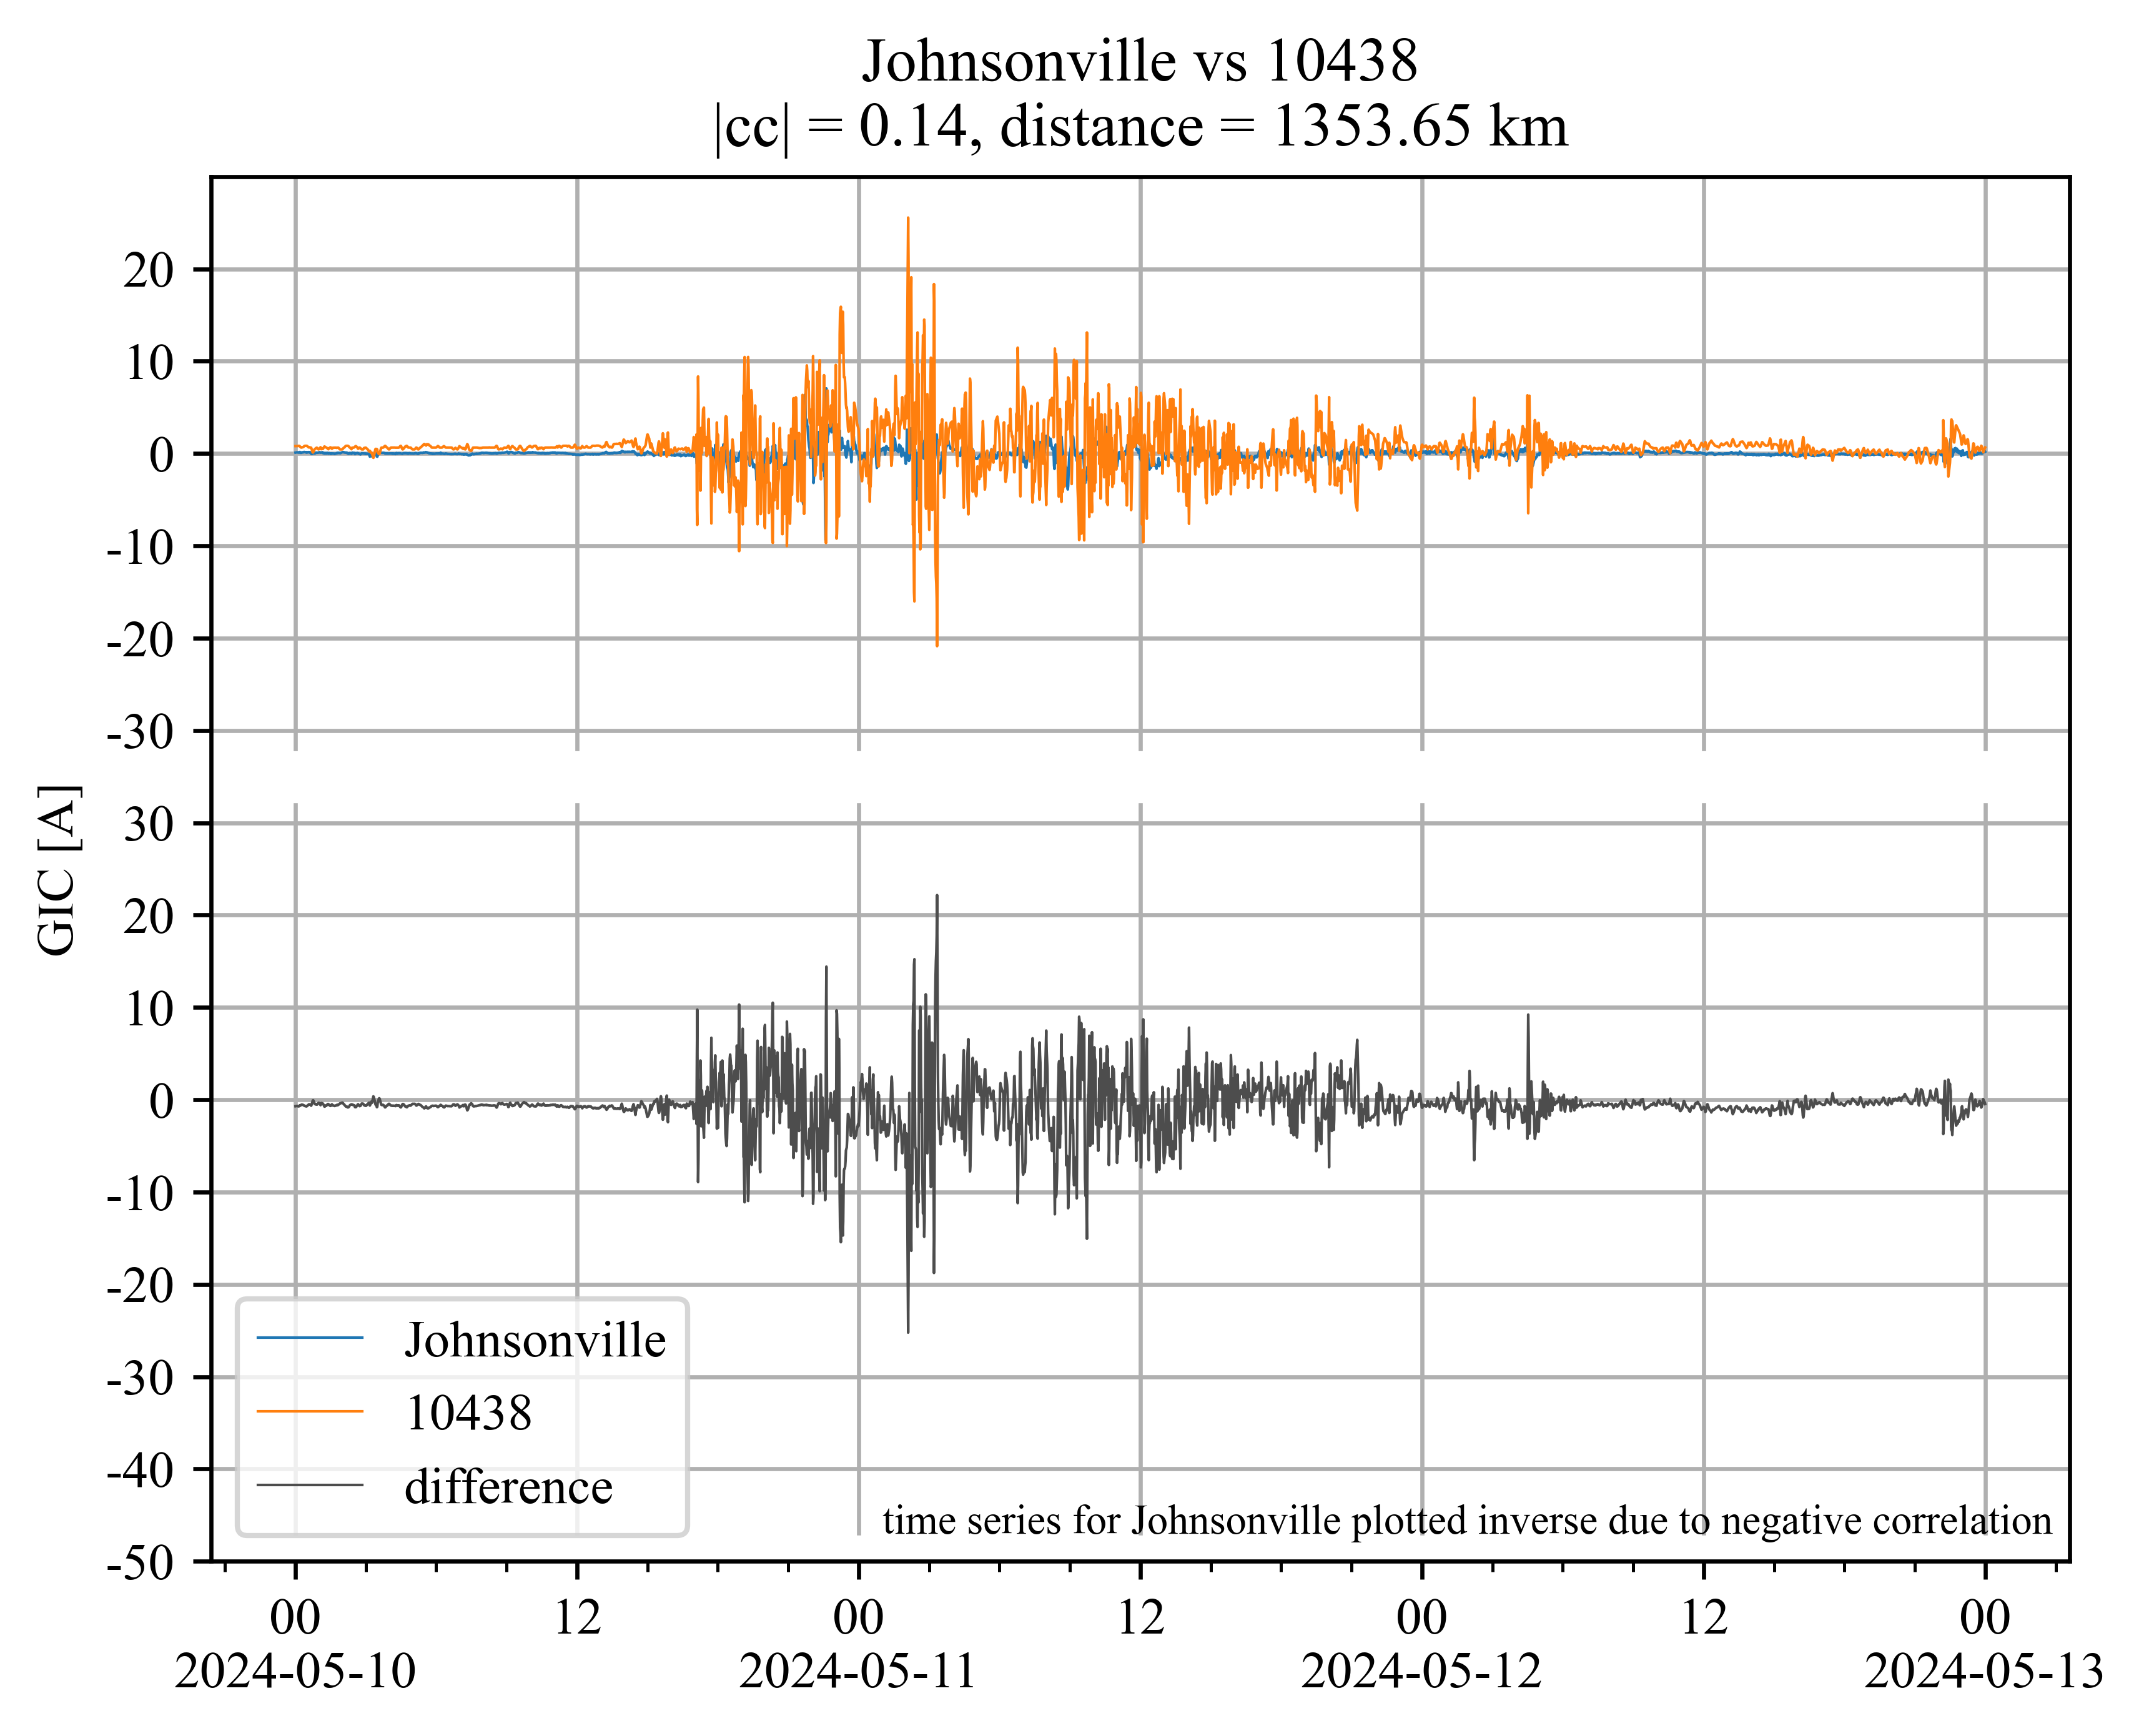 Johnsonville vs 10438
|cc| = 0.14, distance = 1353.65 km
20
10
0
-10
-20
-30
30
20
10
0
-10
-20
-30
-40
-50
GIC [A]
Johnsonville
10438
difference
time series for Johnsonville plotted inverse due to negative correlation
00 12 00 12 00 12 00
2024-05-10 2024-05-11 2024-05-12 2024-05-13